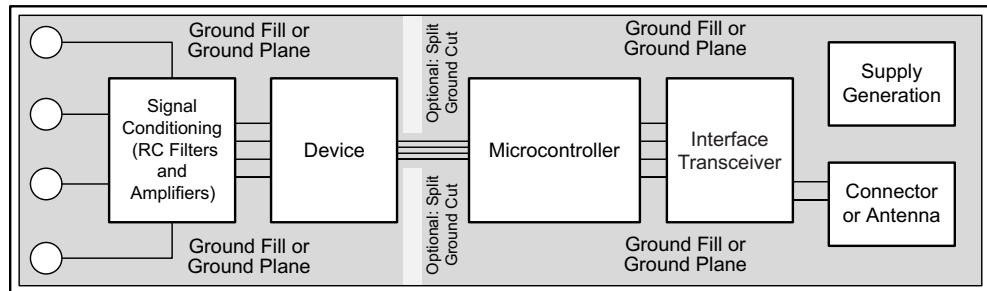 Ground Fill or
Ground Plane
Signal
Conditioning
(RC Filters
and
Amplifiers)
Ground Fill or
Ground Plane
Device
Optional: Split
Ground Cut
Optional: Split
Ground Cut
Ground Fill or
Ground Plane
Microcontroller
Interface
Transceiver
Ground Fill or
Ground Plane
Supply
Generation
Connector
or Antenna